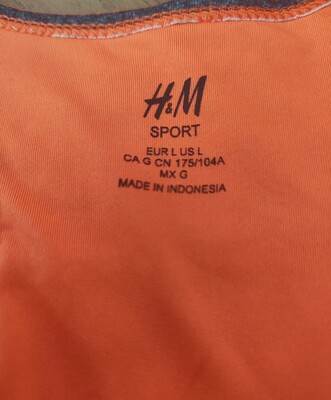 H&M
SPORT
EUR L US L
CA G CN 175/104A
MX G
MADE IN INDONESIA